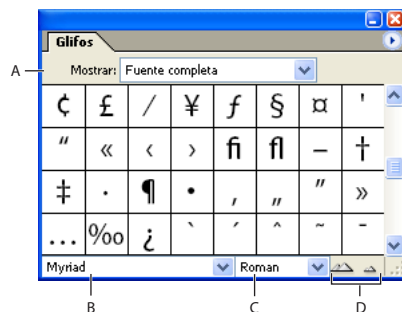 Glifos
A
Mostrar: Fuente completa
¢ £ / ¥ ƒ § ¤ '
“ « ‹ › ﬁ ﬂ – †
‡ · ¶ • ‚ „ ” »
… ‰ ¿ ` ´ ˆ ˜ ¯
Myriad Roman
B C D